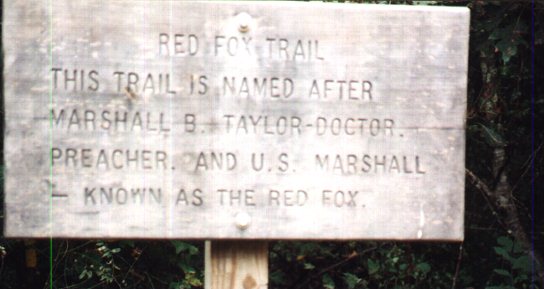 RED FOX TRAIL
THIS TRAIL IS NAMED AFTER
MARSHALL B. TAYLOR-DOCTOR.
PREACHER. AND U.S. MARSHALL
— KNOWN AS THE RED FOX.